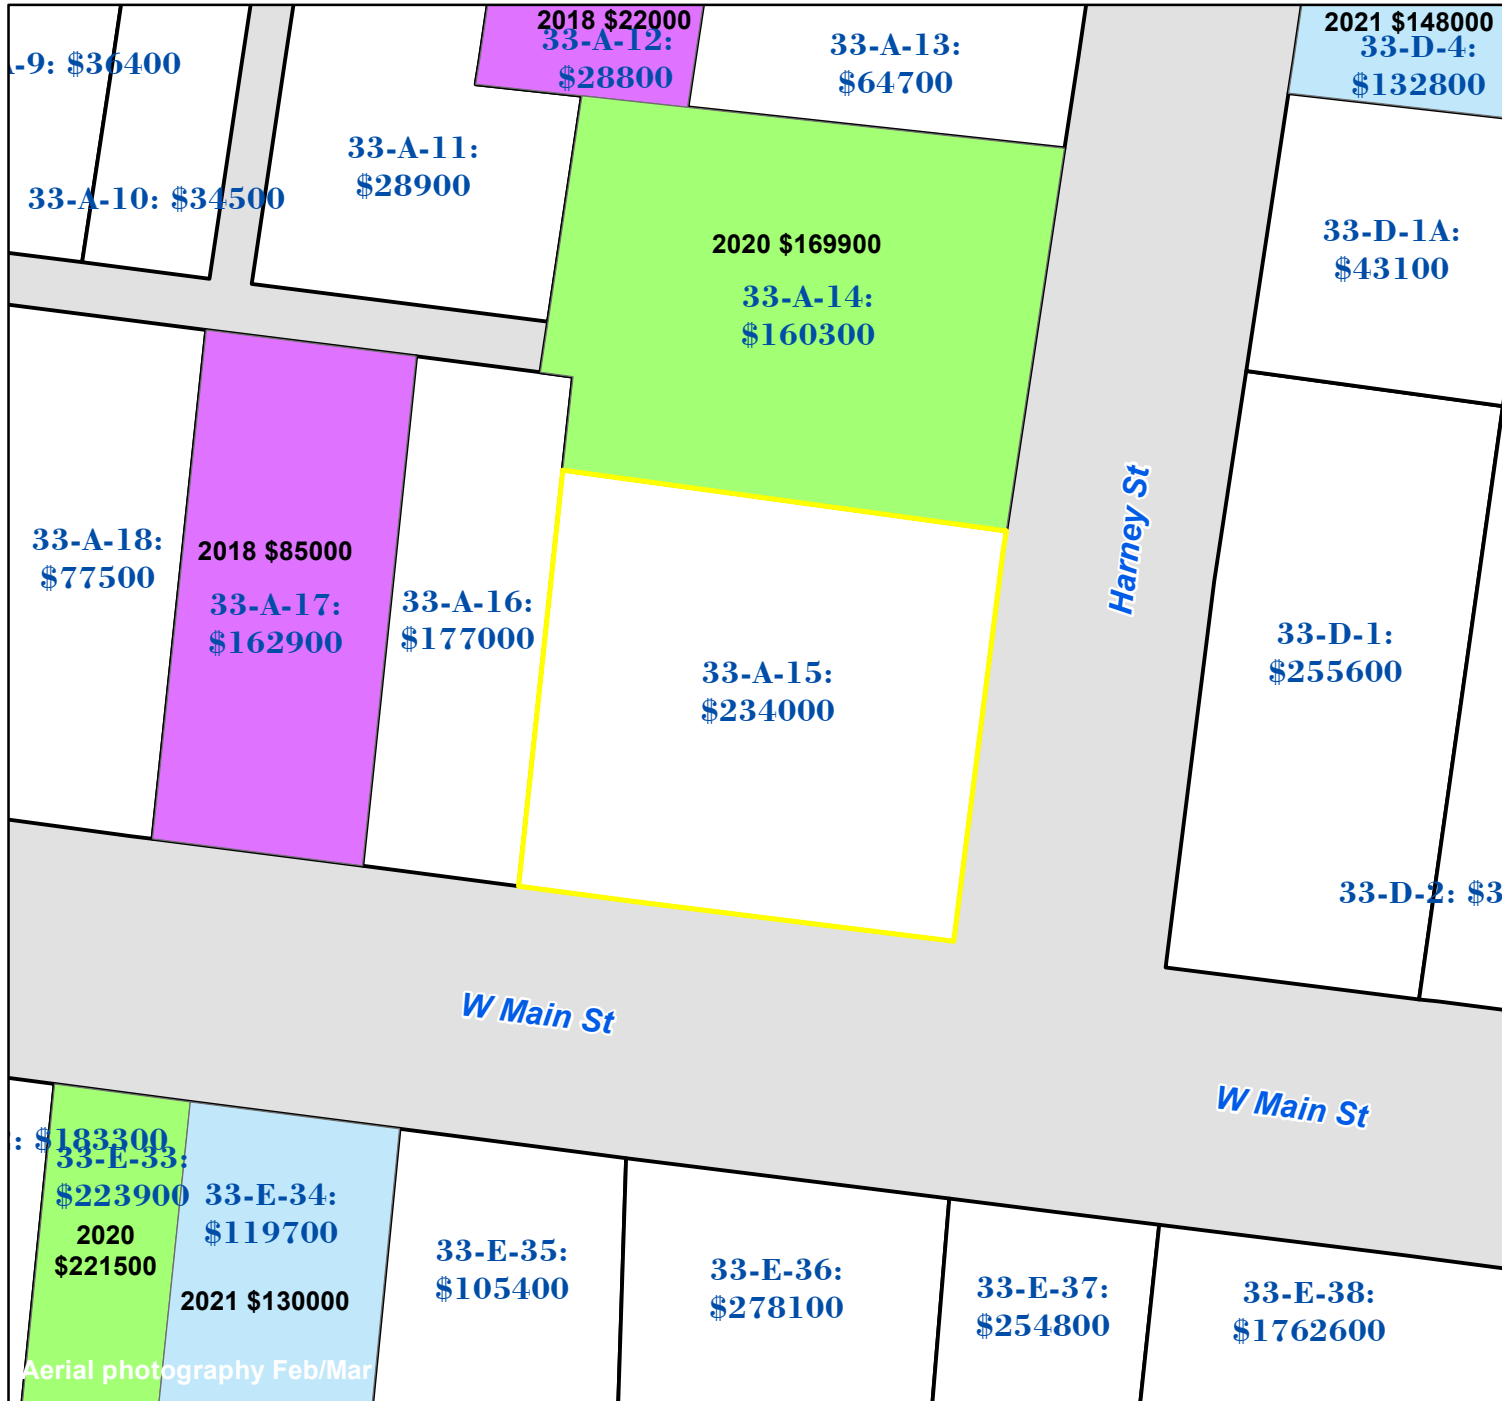 2018 $22000
33-A-12:
$28800
33-A-13:
$64700
2021 $148000
33-D-4:
$132800
-9: $36400
33-A-10: $34500
33-A-11:
$28900
2020 $169900
33-A-14:
$160300
33-D-1A:
$43100
33-A-18:
$77500
2018 $85000
33-A-17:
$162900
33-A-16:
$177000
33-A-15:
$234000
Harney St
33-D-1:
$255600
33-D-2: $3
W Main St
W Main St
: $183300
33-E-33:
$223900
2020
$221500
33-E-34:
$119700
2021 $130000
33-E-35:
$105400
33-E-36:
$278100
33-E-37:
$254800
33-E-38:
$1762600
Aerial photography Feb/Mar